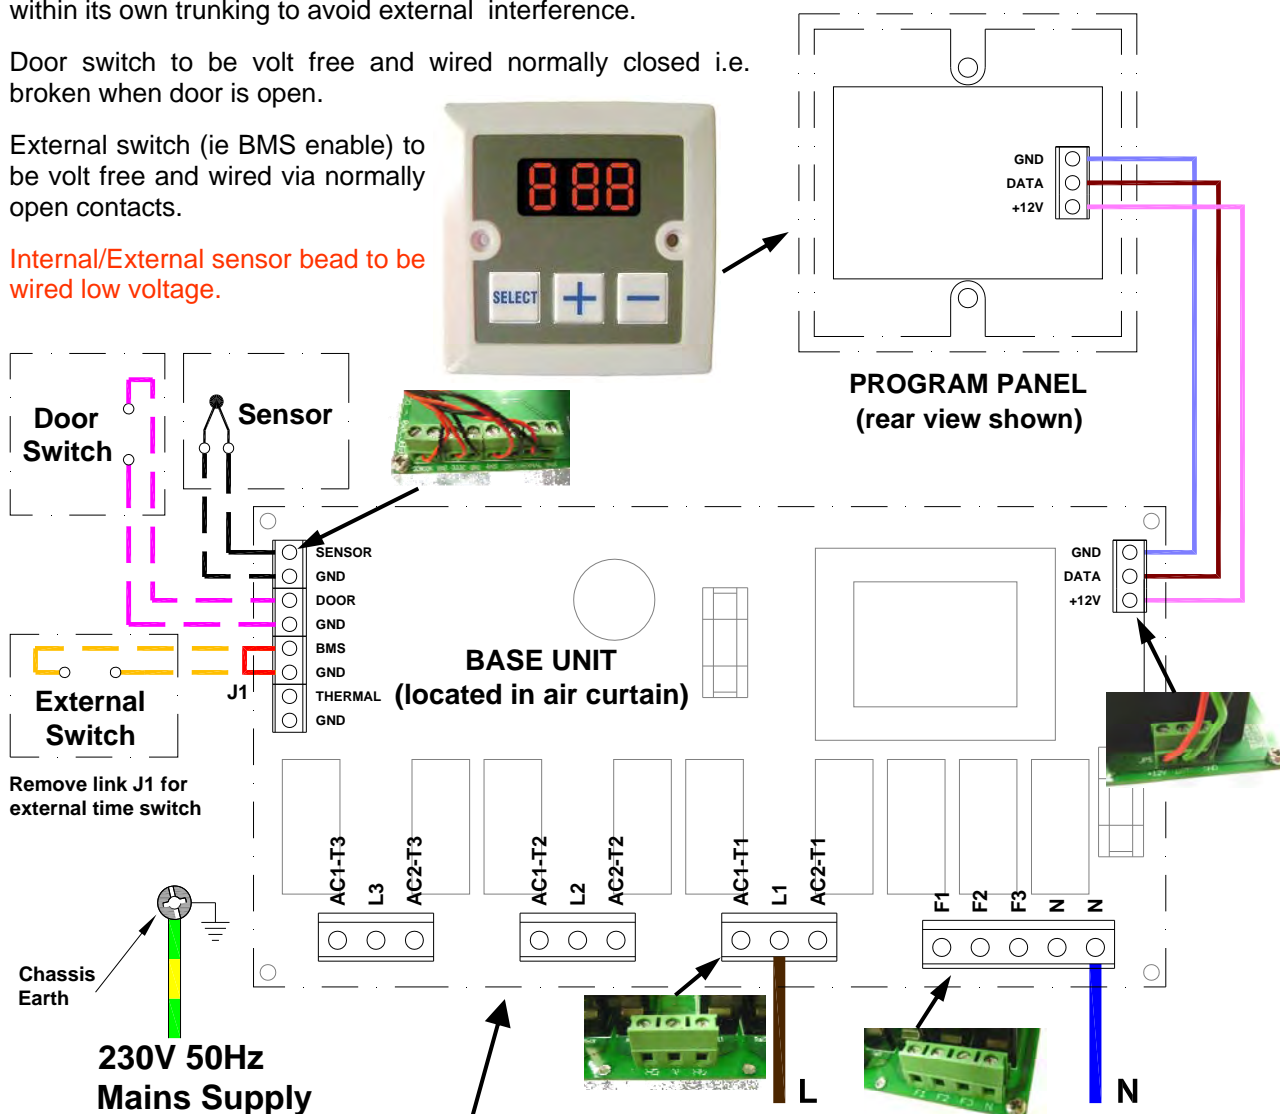 within its own trunking to avoid external interference.
Door switch to be volt free and wired normally closed i.e.
broken when door is open.
External switch (ie BMS enable) to
be volt free and wired via normally
open contacts.
Internal/External sensor bead to be
wired low voltage.
888
SELECT
+
−
GND
DATA
+12V
PROGRAM PANEL
(rear view shown)
Door
Switch
Sensor
SENSOR
GND
DOOR
GND
BMS
GND
THERMAL
GND
J1
External
Switch
Remove link J1 for
external time switch
BASE UNIT
(located in air curtain)
GND
DATA
+12V
+12V
GND
AC1-T3
L3
AC2-T3
AC1-T2
L2
AC2-T2
AC1-T1
L1
AC2-T1
F1
F2
F3
N
N
Chassis
Earth
230V 50Hz
Mains Supply
L
F1 F2 F3 N
N